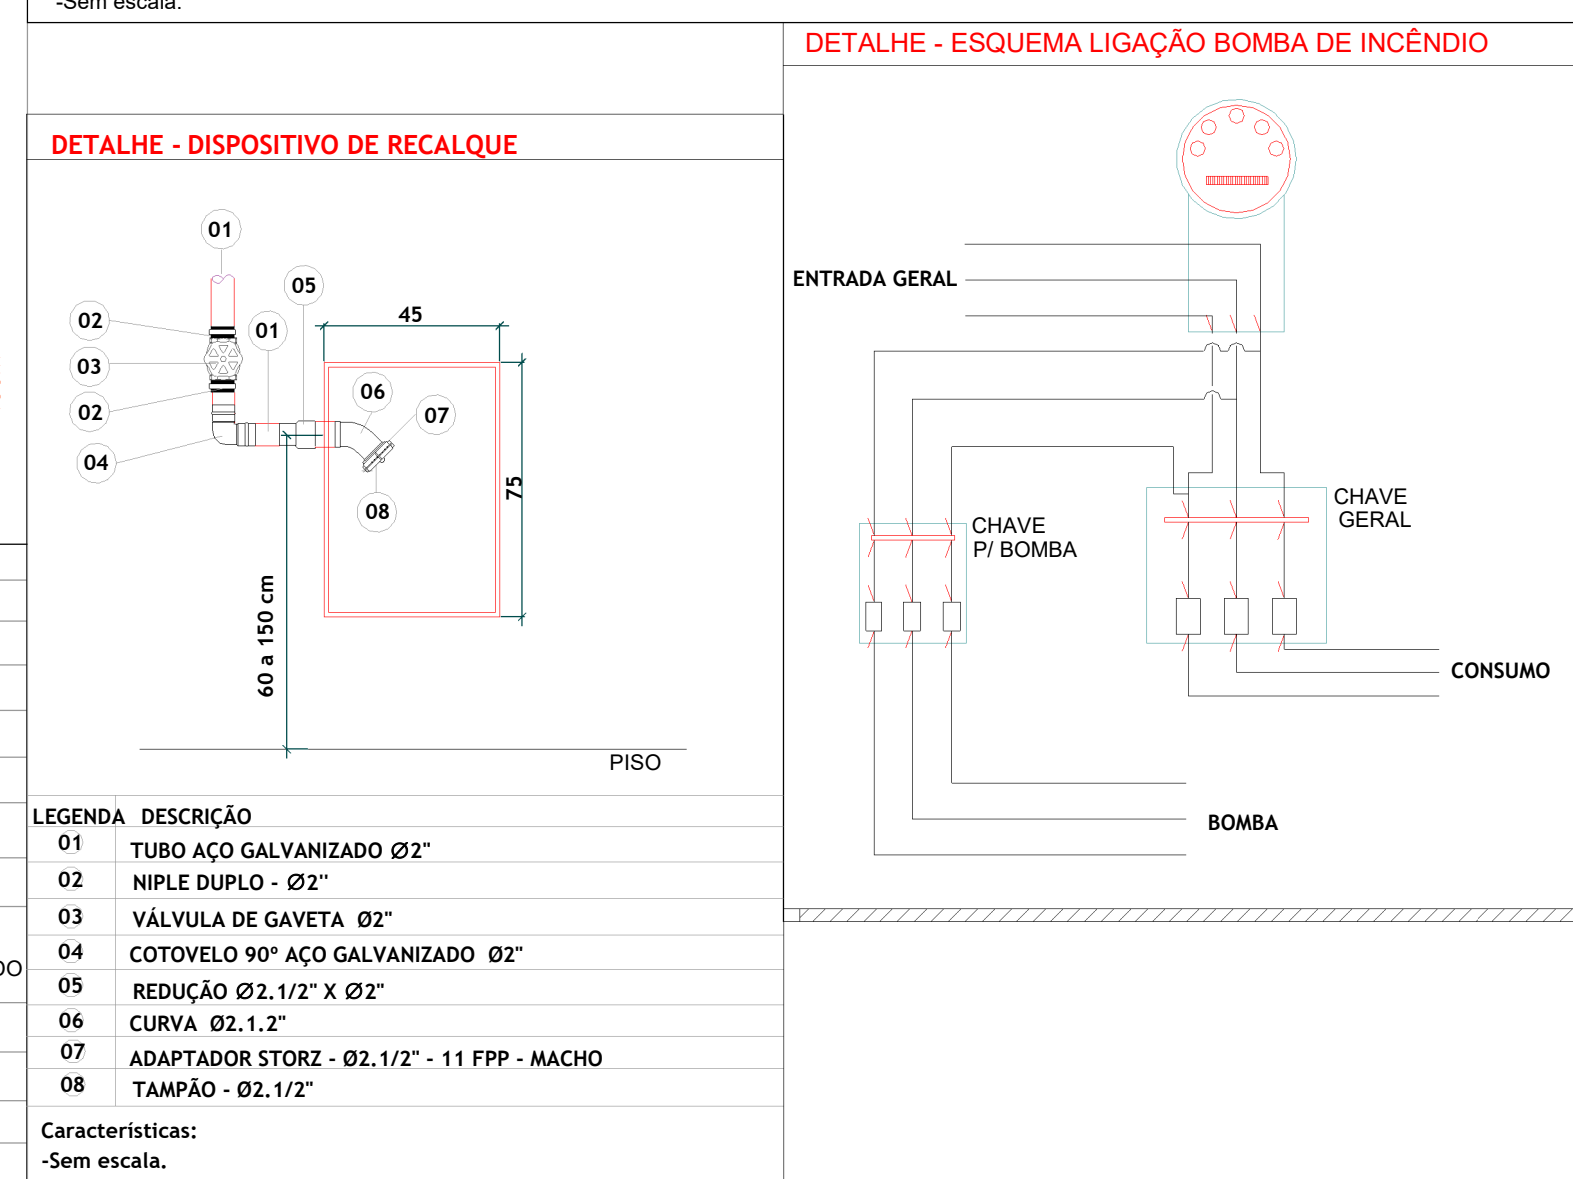 -Sem escala.
DETALHE - DISPOSITIVO DE RECALQUE
01
05
02
01
45
03
06
02
07
04
08
75
60 a 150 cm
PISO
LEGENDA DESCRIÇÃO
01 TUBO AÇO GALVANIZADO Ø2"
02 NIPLE DUPLO - Ø2''
03 VÁLVULA DE GAVETA Ø2"
04 COTOVELO 90º AÇO GALVANIZADO Ø2"
05 REDUÇÃO Ø2.1/2" X Ø2"
06 CURVA Ø2.1.2"
07 ADAPTADOR STORZ - Ø2.1/2" - 11 FPP - MACHO
08 TAMPÃO - Ø2.1/2"
Características:
-Sem escala.
DETALHE - ESQUEMA LIGAÇÃO BOMBA DE INCÊNDIO
ENTRADA GERAL
CHAVE
GERAL
CHAVE
P/ BOMBA
CONSUMO
BOMBA